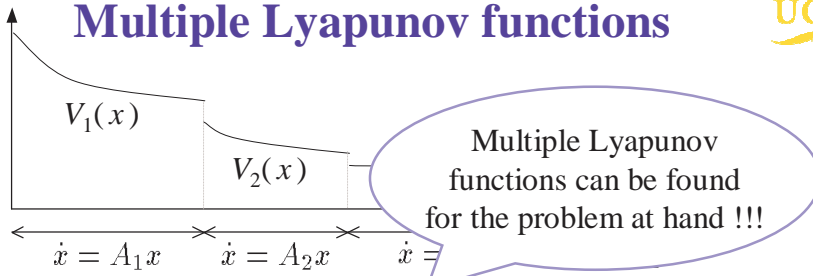 Multiple Lyapunov functions
V₁(x)
V₂(x)
Multiple Lyapunov
functions can be found
for the problem at hand !!!
ẋ = A₁x
ẋ = A₂x
ẋ =